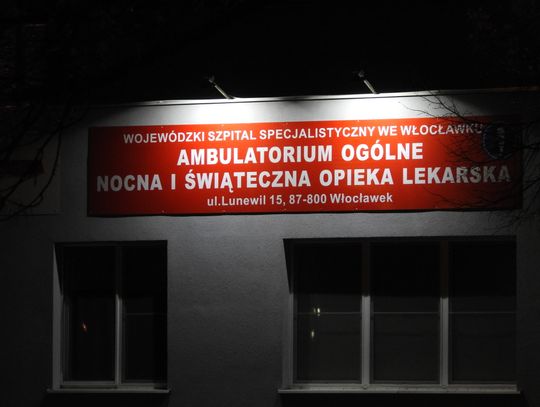 WOJEWÓDZKI SZPITAL SPECJALISTYCZNY WE WŁOCŁAWKU
AMBULATORIUM OGÓLNE
NOCNA I ŚWIĄTECZNA OPIEKA LEKARSKA
ul.Lunewil 15, 87-800 Włocławek